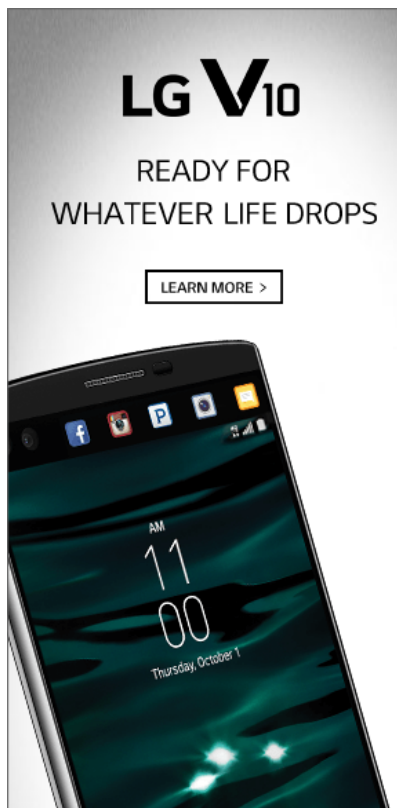 LG V10
READY FOR
WHATEVER LIFE DROPS
LEARN MORE >
f
P
AM
11
00
Thursday, October 1